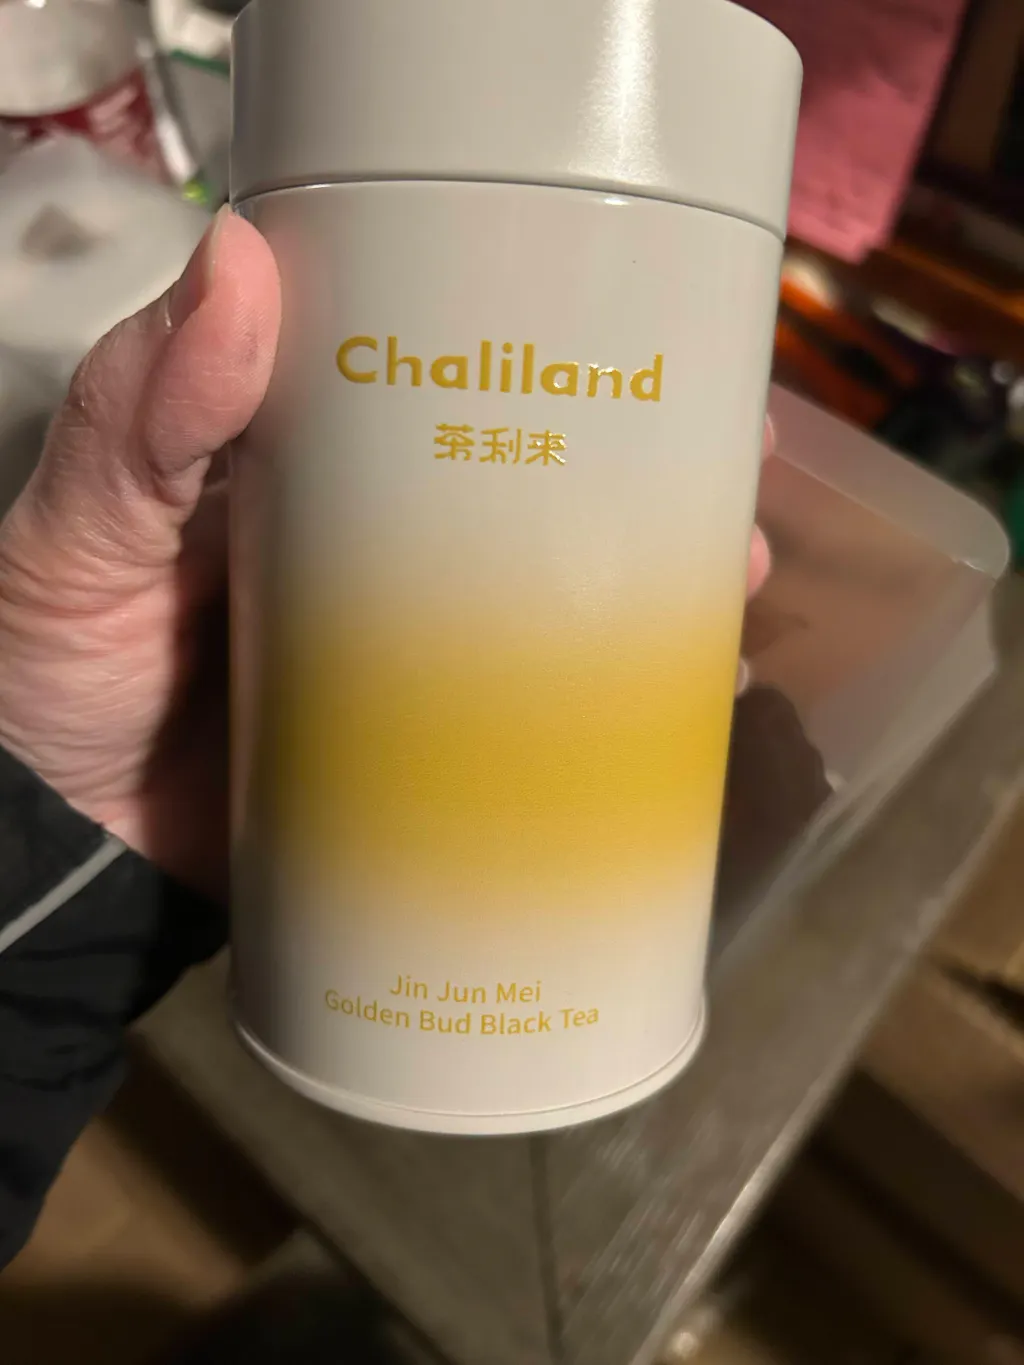 Chaliland
茶利来
Jin Jun Mei
Golden Bud Black Tea